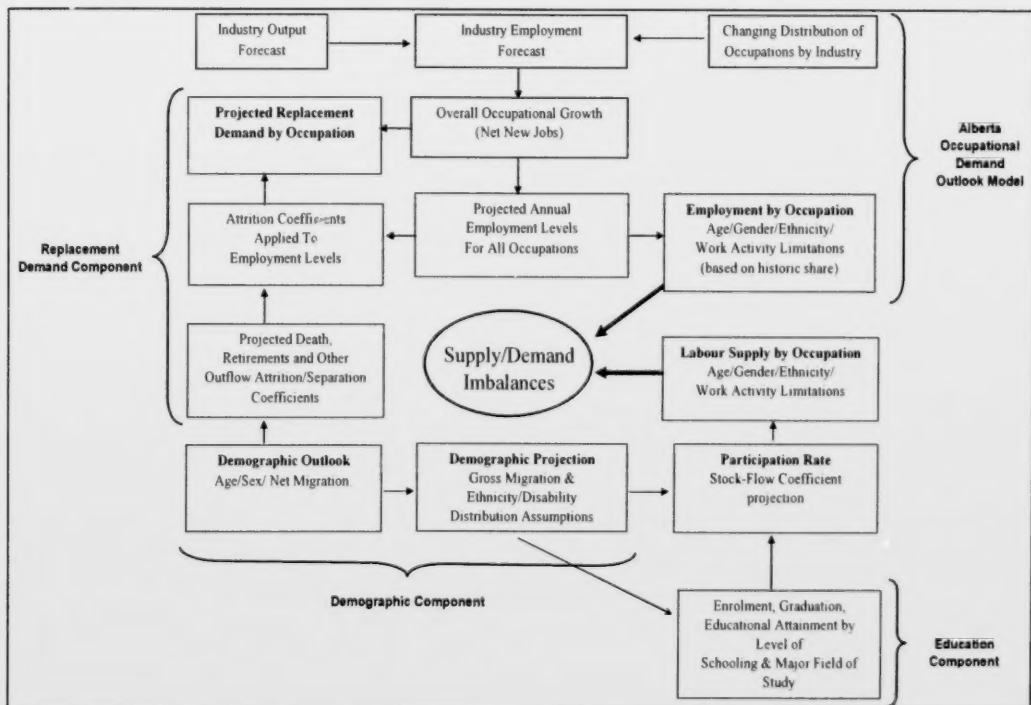 Industry Output
Forecast
Industry Employment
Forecast
Changing Distribution of
Occupations by Industry
Projected Replacement
Demand by Occupation
Overall Occupational Growth
(Net New Jobs)
Alberta
Occupational
Demand
Outlook Model
Replacement
Demand Component
Attrition Coefficients
Applied To
Employment Levels
Projected Annual
Employment Levels
For All Occupations
Employment by Occupation
Age/Gender/Ethnicity/
Work Activity Limitations
(based on historic share)
Projected Death,
Retirements and Other
Outflow Attrition/Separation
Coefficients
Supply/Demand
Imbalances
Labour Supply by Occupation
Age/Gender/Ethnicity/
Work Activity Limitations
Demographic Outlook
Age/Sex/ Net Migration
Demographic Projection
Gross Migration &
Ethnicity/Disability
Distribution Assumptions
Participation Rate
Stock-Flow Coefficient
projection
Demographic Component
Enrolment, Graduation,
Educational Attainment by
Level of
Schooling & Major Field of
Study
Education
Component